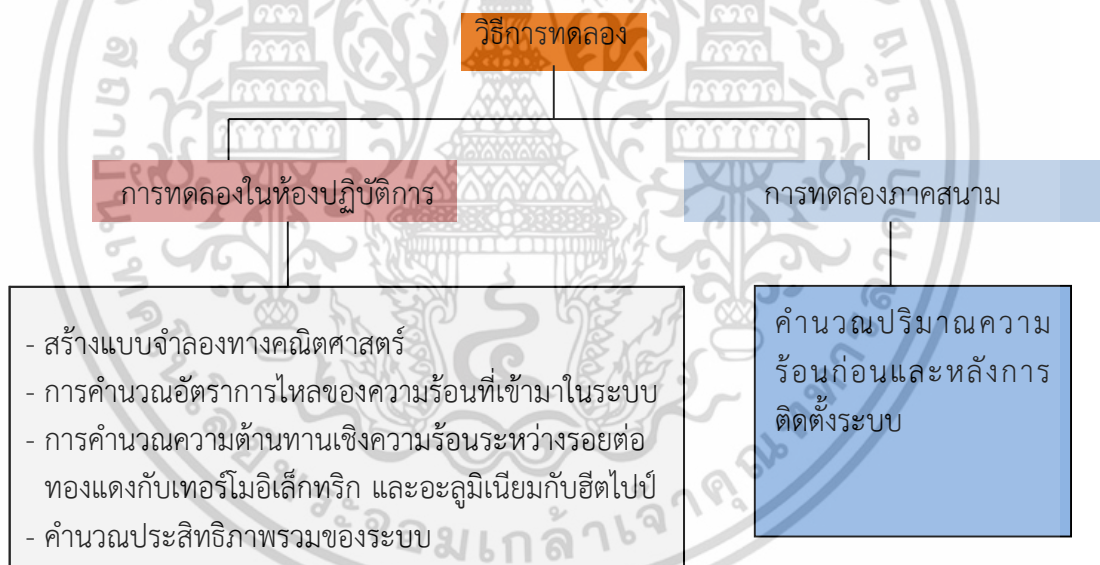 วิธีการทดลอง
การทดลองในห้องปฏิบัติการ
การทดลองภาคสนาม
- สร้างแบบจำลองทางคณิตศาสตร์
- การคำนวณอัตราการไหลของความร้อนที่เข้ามาในระบบ
- การคำนวณความต้านทานเชิงความร้อนระหว่างรอยต่อ
ทองแดงกับเทอร์โมอิเล็กทริก และอะลูมิเนียมกับฮีตไปป์
- คำนวณประสิทธิภาพรวมของระบบ
คำนวณปริมาณความ
ร้อนก่อนและหลังการ
ติดตั้งระบบ